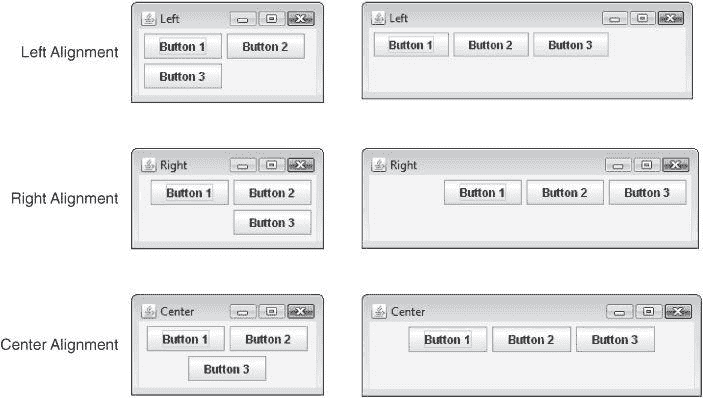 Left
Left
Left Alignment
Button 1 Button 2
Button 3
Button 1 Button 2 Button 3
Right
Right
Right Alignment
Button 1 Button 2
Button 3
Button 1 Button 2 Button 3
Center
Center
Center Alignment
Button 1 Button 2
Button 3
Button 1 Button 2 Button 3